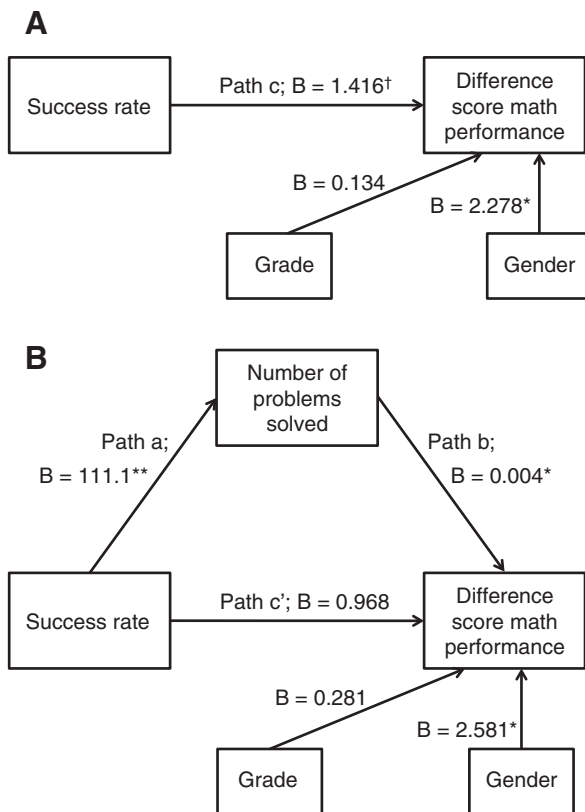 A
Success rate
Path c; B = 1.416†
Difference
score math
performance
B = 0.134
B = 2.278*
Grade
Gender
B
Number of
problems
solved
Path a;
B = 111.1**
Path b;
B = 0.004*
Success rate
Path c’; B = 0.968
Difference
score math
performance
B = 0.281
B = 2.581*
Grade
Gender